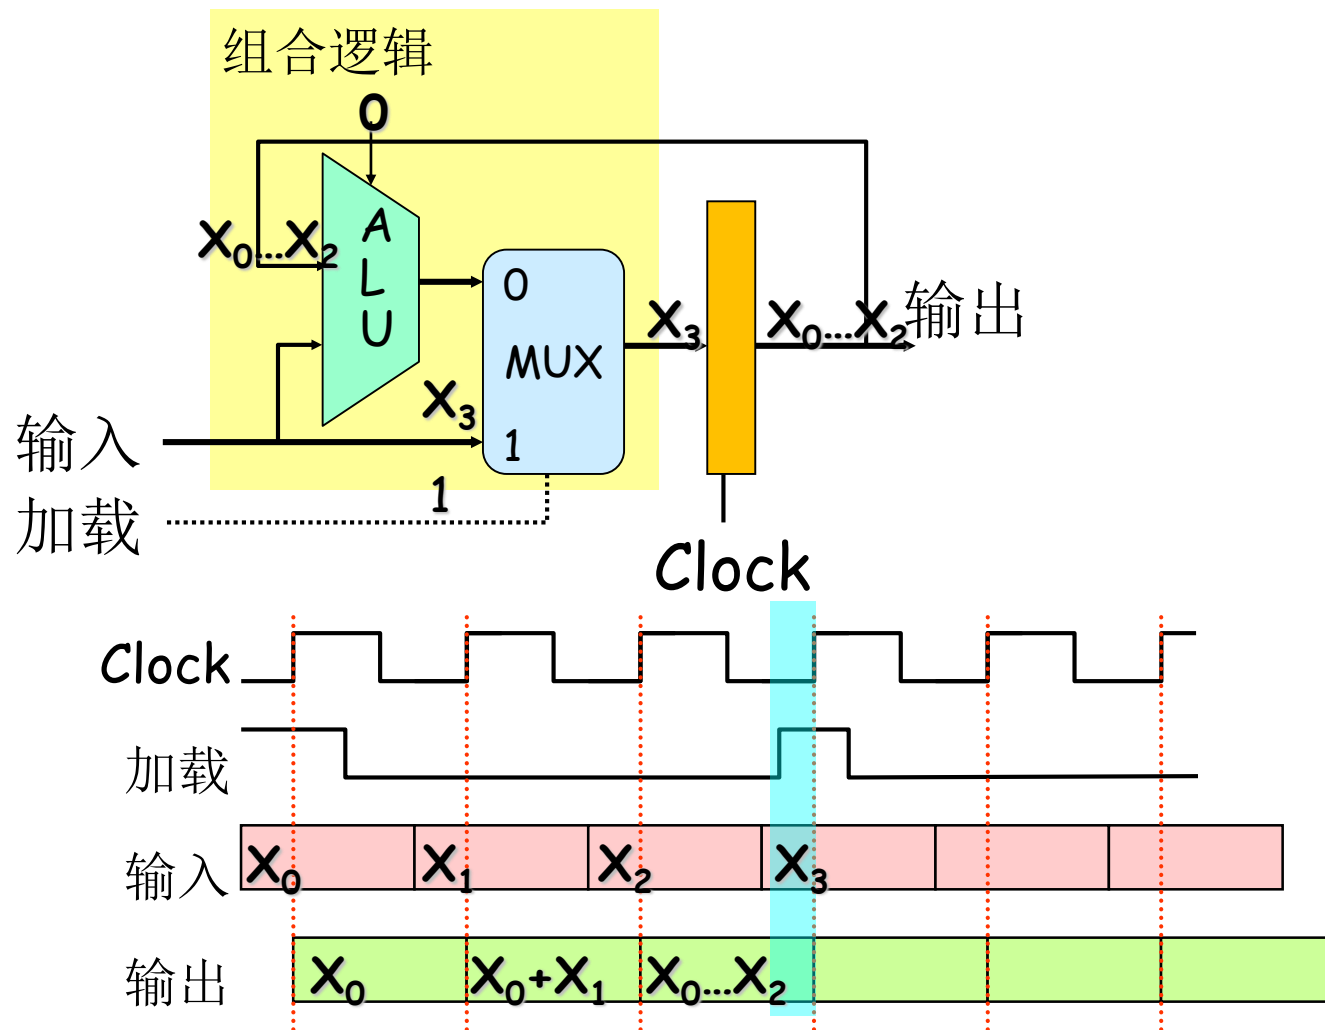 组合逻辑
0
A
L
U
X0...X2
0
MUX
1
X3
X3
X0...X2
输出
输入
1
加载
Clock
Clock
加载
输入 X0 X1 X2 X3
输出 X0 X0+X1 X0...X2